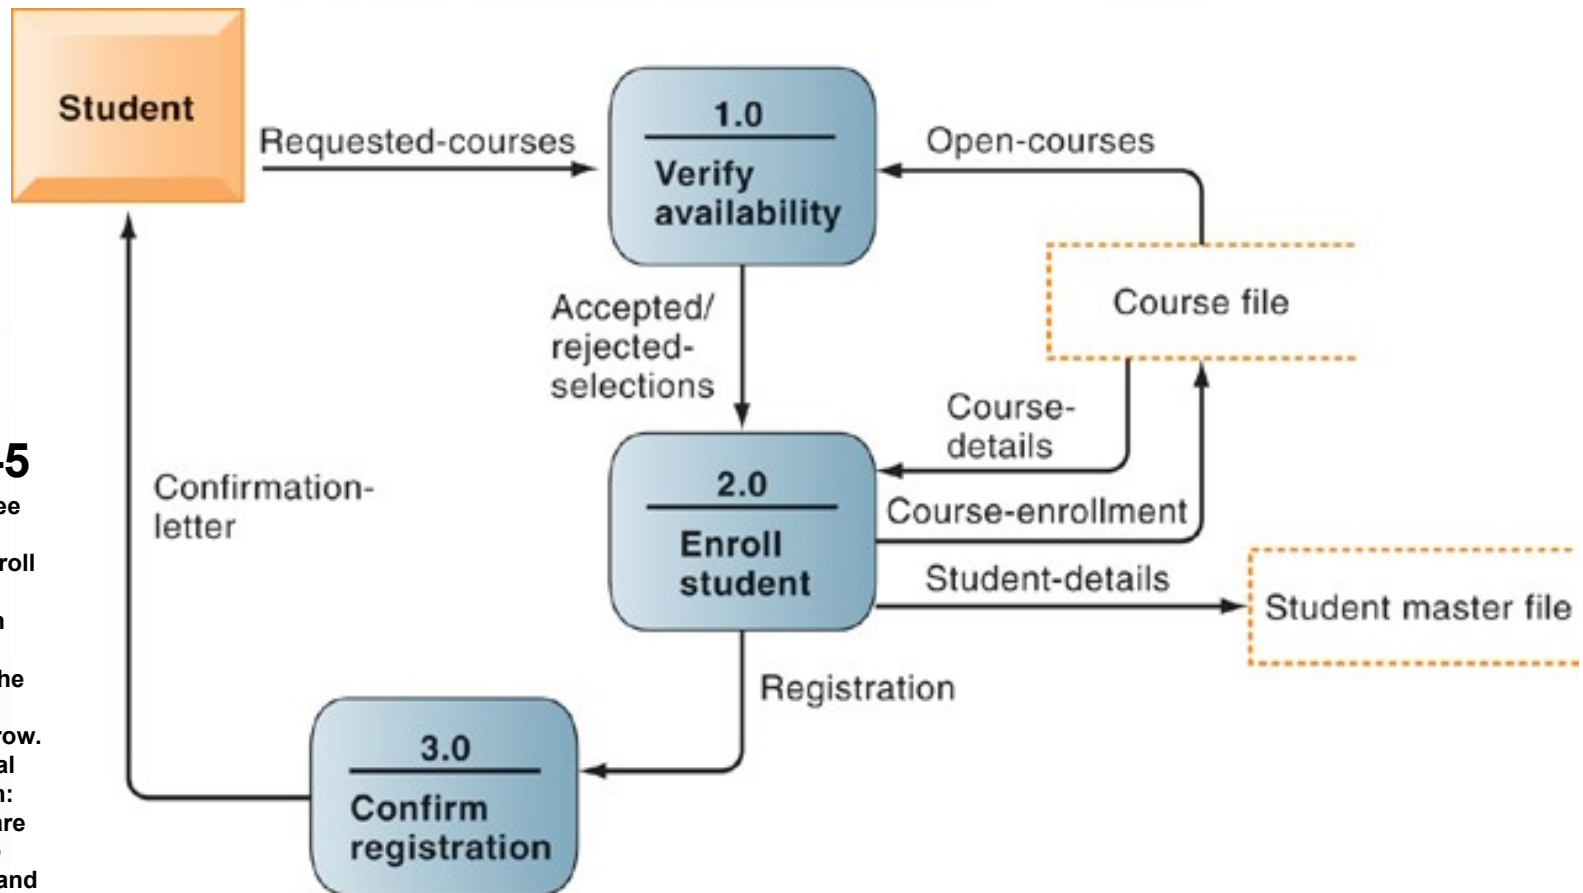 Student
Requested-courses
1.0
Verify
availability
Open-courses
Course file
Accepted/
rejected-
selections
Course-
details
2.0
Enroll
student
Course-enrollment
Student-details
Student master file
Confirmation-
letter
Registration
3.0
Confirm
registration
5
ee
roll
n
he
row.
al
n:
are
and